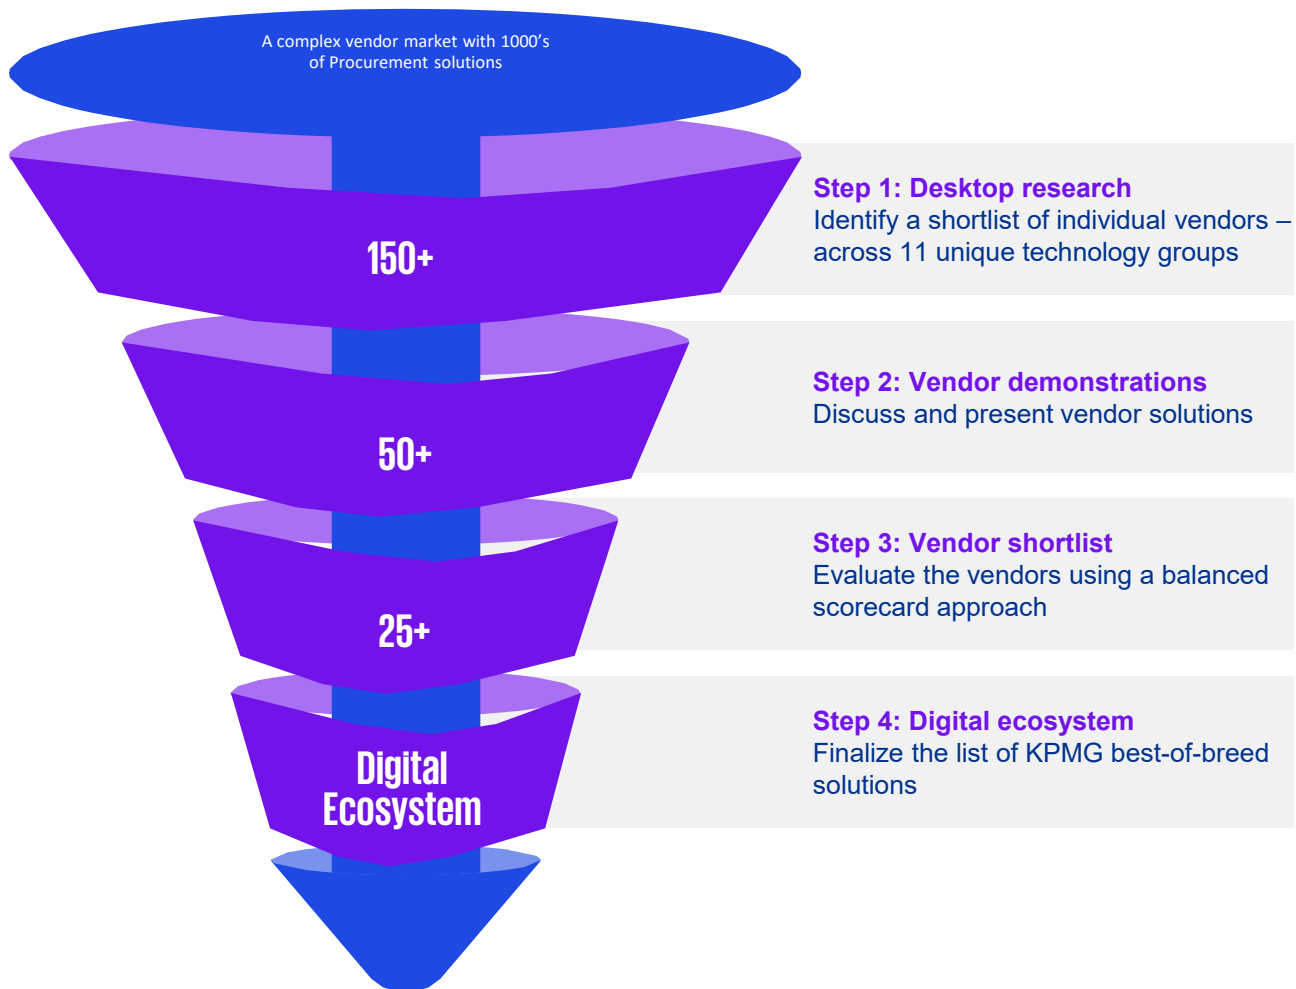 A complex vendor market with 1000’s
of Procurement solutions
150+
Step 1: Desktop research
Identify a shortlist of individual vendors –
across 11 unique technology groups
50+
Step 2: Vendor demonstrations
Discuss and present vendor solutions
25+
Step 3: Vendor shortlist
Evaluate the vendors using a balanced
scorecard approach
Digital
Ecosystem
Step 4: Digital ecosystem
Finalize the list of KPMG best-of-breed
solutions